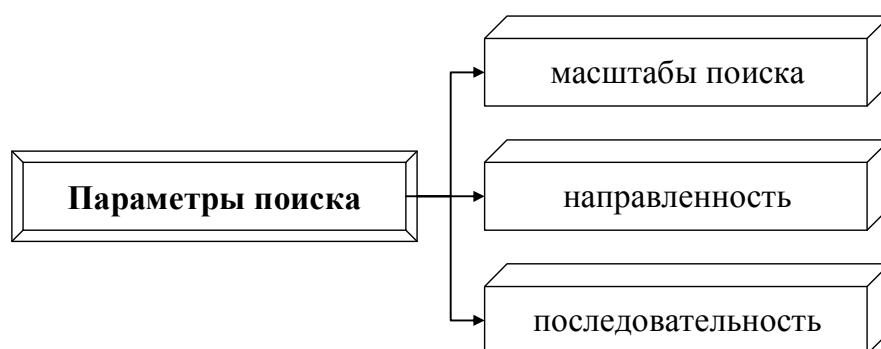 масштабы поиска
Параметры поиска
направленность
последовательность